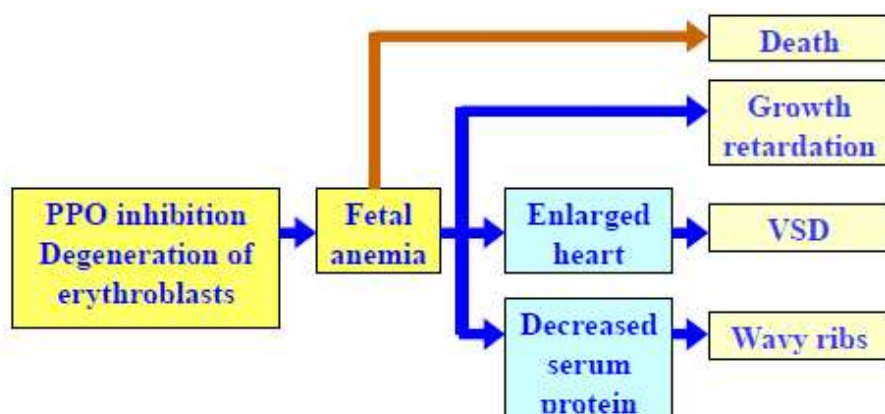 Death
Growth
retardation
PPO inhibition
Degeneration of
erythroblasts
Fetal
anemia
Enlarged
heart
VSD
Decreased
serum
protein
Wavy ribs